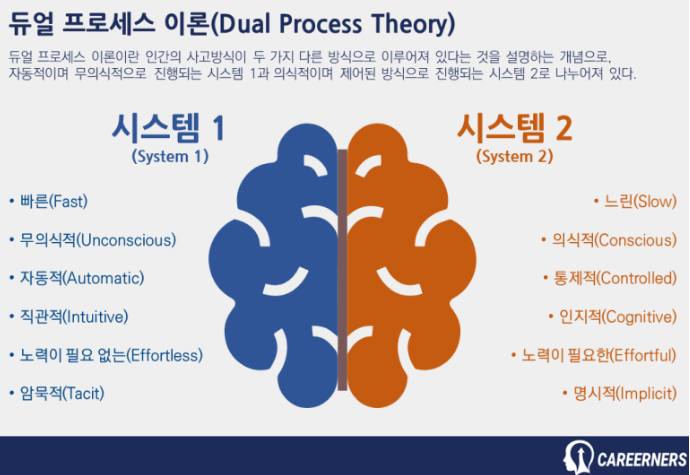 듀얼 프로세스 이론(Dual Process Theory)
듀얼 프로세스 이론이란 인간의 사고방식이 두 가지 다른 방식으로 이루어져 있다는 것을 설명하는 개념으로,
자동적이며 무의식적으로 진행되는 시스템 1과 의식적이며 제어된 방식으로 진행되는 시스템 2로 나누어져 있다.
시스템 1
(System 1)
• 빠른(Fast)
• 무의식적(Unconscious)
• 자동적(Automatic)
• 직관적(Intuitive)
• 노력이 필요 없는(Effortless)
• 암묵적(Tacit)
시스템 2
(System 2)
• 느린(Slow)
• 의식적(Conscious)
• 통제적(Controlled)
• 인지적(Cognitive)
• 노력이 필요한(Effortful)
• 명시적(Implicit)
CAREERNERS